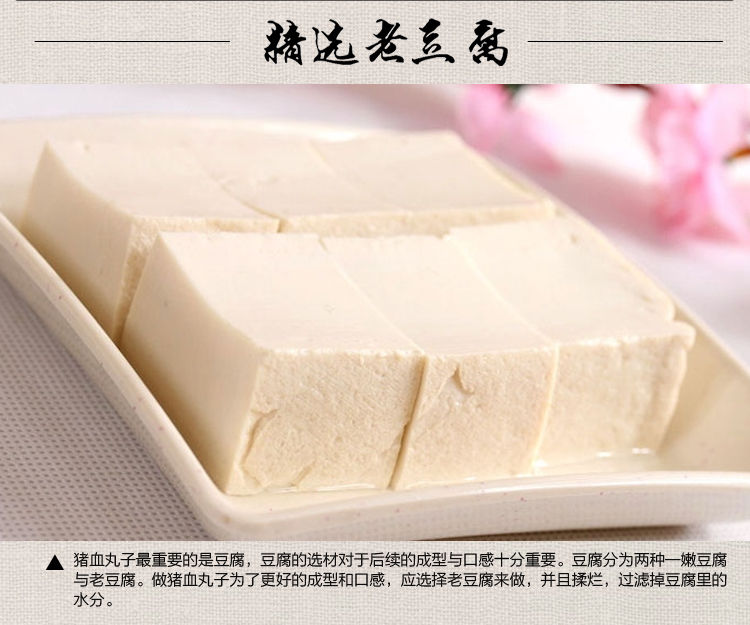 精选老豆腐
▲ 猪血丸子最重要的是豆腐，豆腐的选材对于后续的成型与口感十分重要。豆腐分为两种—嫩豆腐
与老豆腐。做猪血丸子为了更好的成型和口感，应选择老豆腐来做，并且揉烂，过滤掉豆腐里的
水分。